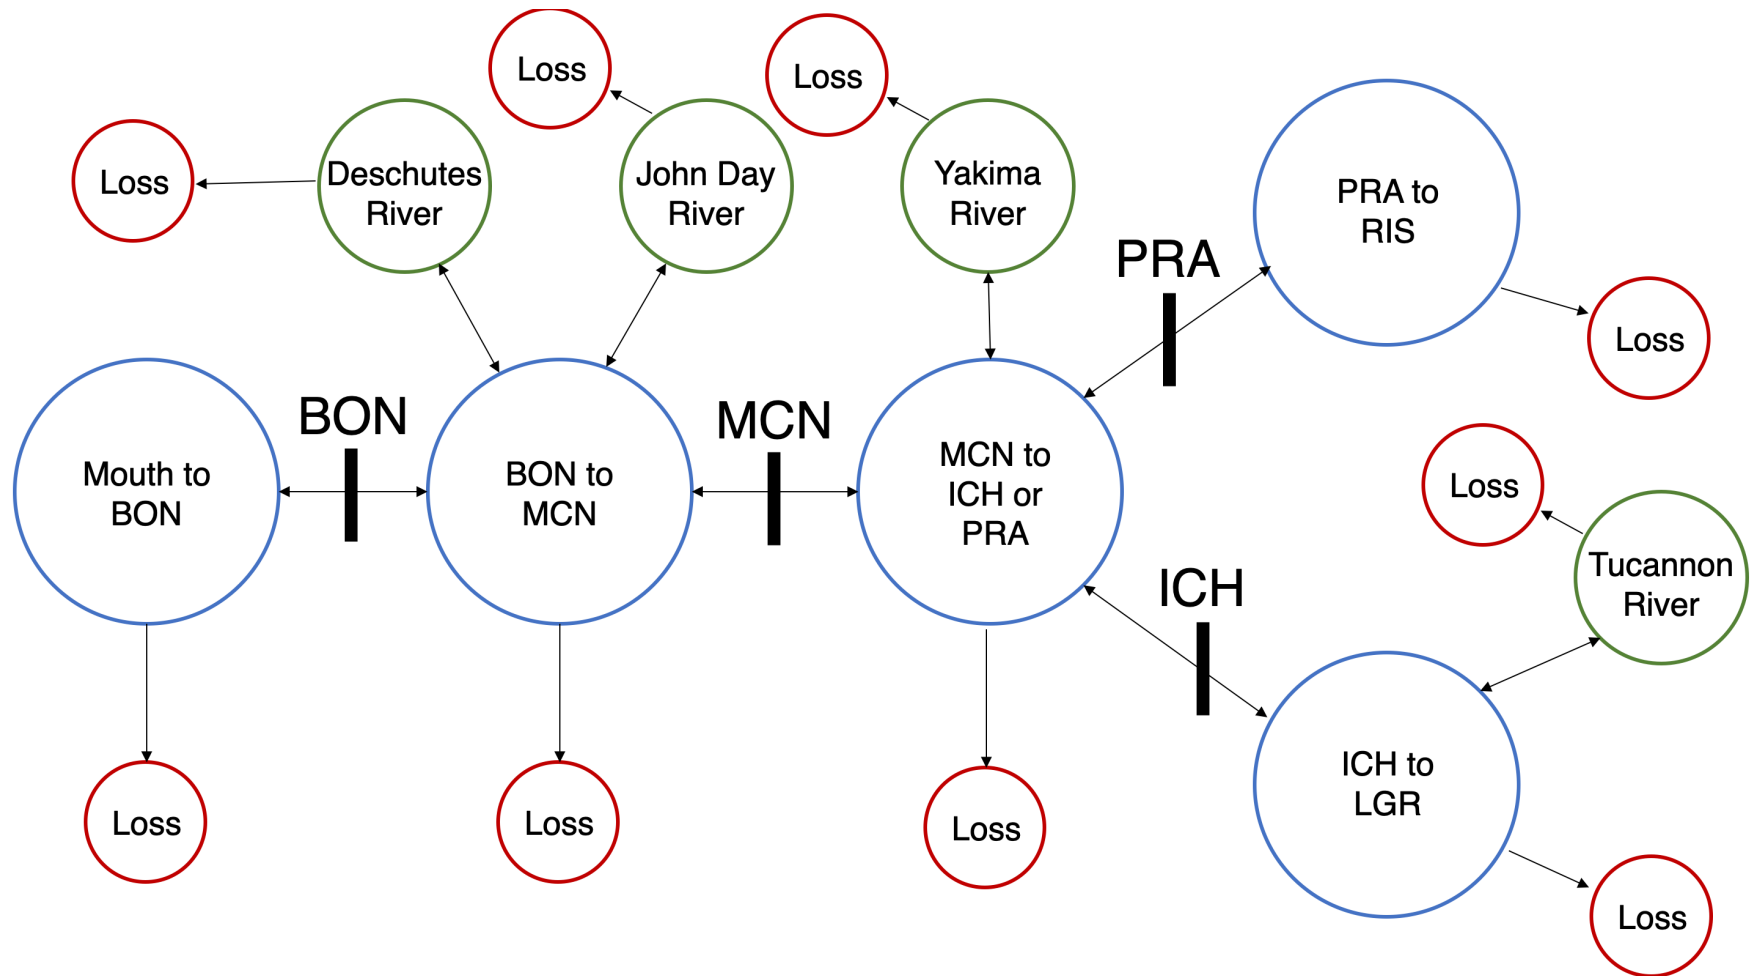 Loss
Loss
Loss
Deschutes
River
John Day
River
Yakima
River
PRA to
RIS
PRA
Loss
Mouth to
BON
BON
BON to
MCN
MCN
MCN to
ICH or
PRA
Loss
Tucannon
River
ICH
ICH to
LGR
Loss
Loss
Loss
Loss